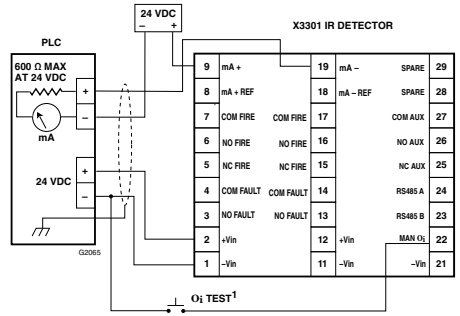 24 VDC
– +
X3301 IR DETECTOR
PLC
600 Ω MAX
AT 24 VDC
+
–
mA
24 VDC
+
–
G2065
9 mA + 19 mA – SPARE 29
8 mA + REF 18 mA – REF SPARE 28
7 COM FIRE COM FIRE 17 COM AUX 27
6 NO FIRE NO FIRE 16 NO AUX 26
5 NC FIRE NC FIRE 15 NC AUX 25
4 COM FAULT COM FAULT 14 RS485 A 24
3 NO FAULT NO FAULT 13 RS485 B 23
2 +Vin 12 +Vin MAN Oi 22
1 –Vin 11 –Vin –Vin 21
Oi TEST1